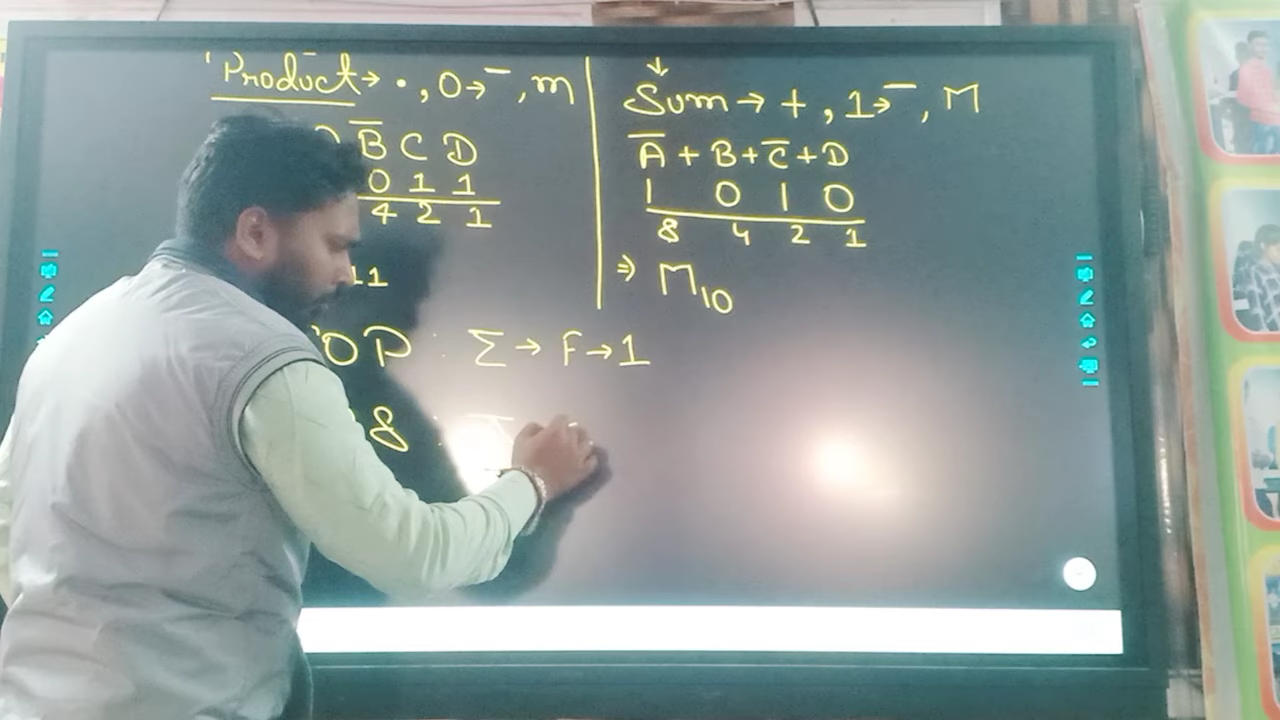 Product → ·, 0 → ‾, m
B̅ C D
0 1 1
4 2 1
11
OP : Σ → F → 1
8 :
Sum → +, 1 → ‾, M
A̅ + B + C̅ + D
1 0 1 0
8 4 2 1
⇒ M₁₀